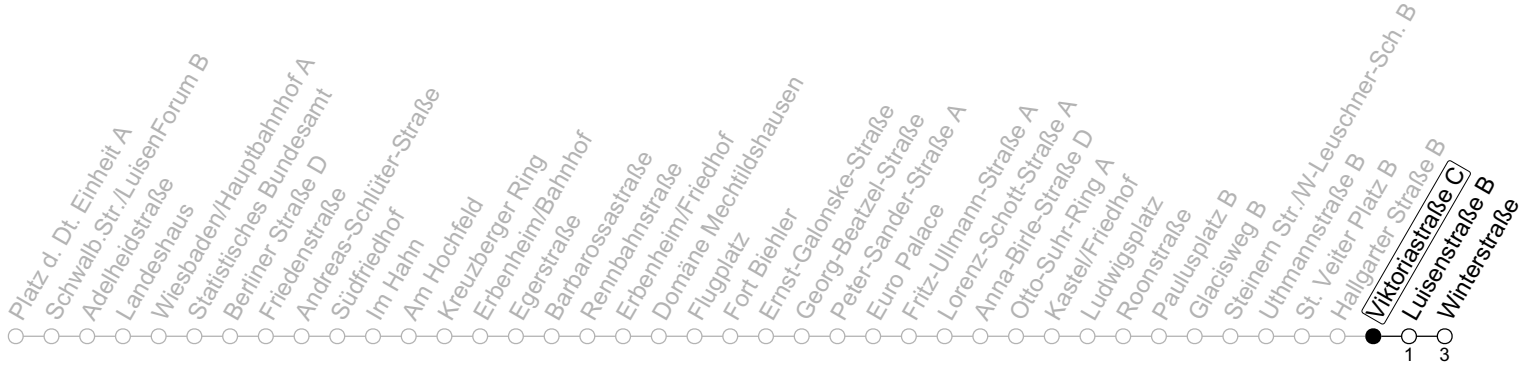 Platz d. Dt. Einheit A
Schwalb.Str./LuisenForum B
Adelheidstraße
Landeshaus
Wiesbaden/Hauptbahnhof A
Statistisches Bundesamt
Berliner Straße D
Friedenstraße
Andreas-Schlüter-Straße
Südfriedhof
Im Hahn
Am Hochfeld
Kreuzberger Ring
Erbenheim/Bahnhof
Egerstraße
Barbarossastraße
Rennbahnstraße
Erbenheim/Friedhof
Domäne Mechtildshausen
Flugplatz
Fort Biehler
Ernst-Galonske-Straße
Georg-Beatzel-Straße
Peter-Sander-Straße A
Euro Palace
Fritz-Ullmann-Straße A
Lorenz-Schott-Straße A
Anna-Birle-Straße D
Otto-Suhr-Ring A
Kastel/Friedhof
Ludwigsplatz
Roonstraße
Paulusplatz B
Glacisweg B
Steinern Str./W-Leuschner-Sch. B
Uthmannstraße B
St. Veiter Platz B
Hallgarter Straße B
Viktoriastraße C
Luisenstraße B
Winterstraße
1 3